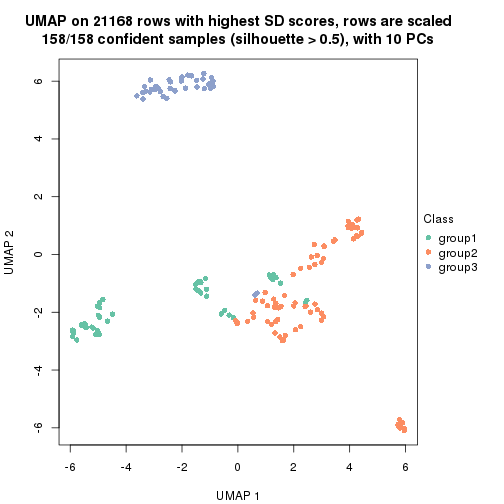 UMAP on 21168 rows with highest SD scores, rows are scaled
158/158 confident samples (silhouette > 0.5), with 10 PCs
6
4
2
0
-2
-4
-6
UMAP 2
-6
-4
-2
0
2
4
6
UMAP 1
Class
group1
group2
group3